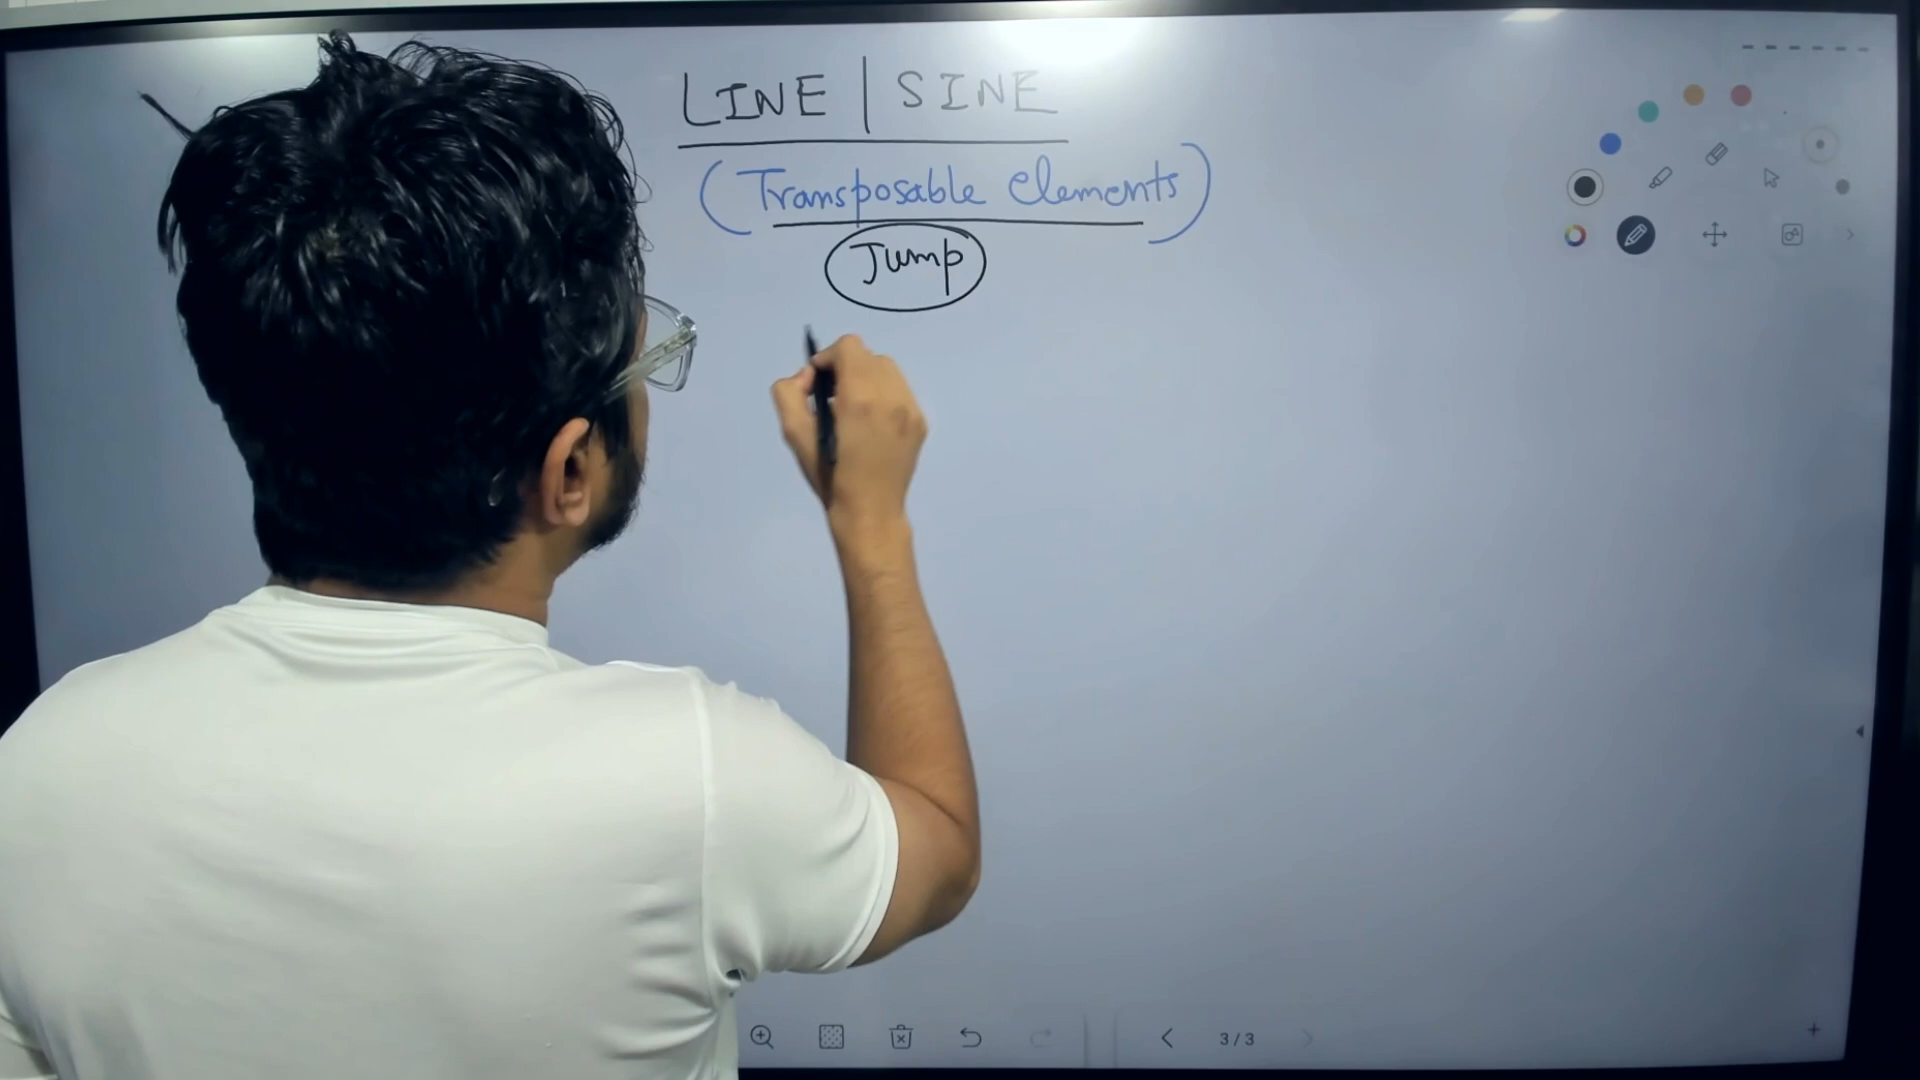 LINE | SINE
(Transposable elements)
Jump
3/3